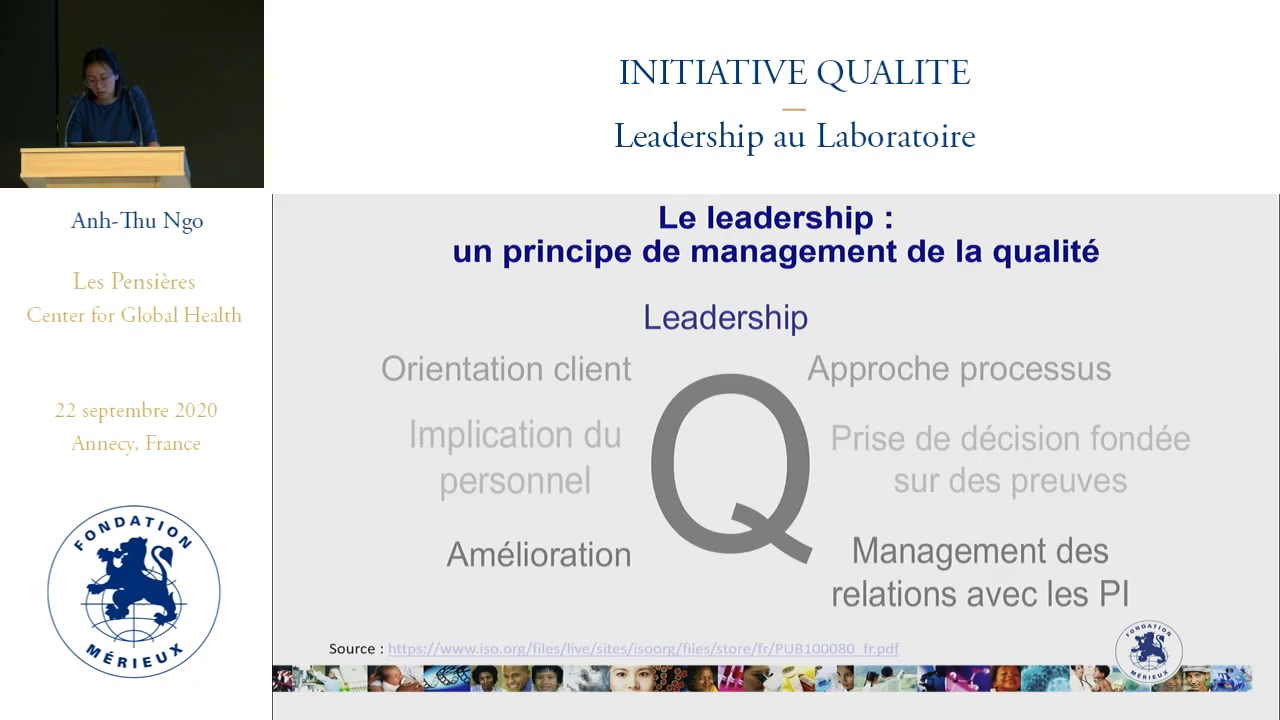 INITIATIVE QUALITE
Leadership au Laboratoire
Anh-Thu Ngo
Les Pensières
Center for Global Health
22 septembre 2020
Annecy, France
FONDATION
MÉRIEUX
Le leadership :
un principe de management de la qualité
Leadership
Orientation client
Approche processus
Implication du
personnel
Q
Prise de décision fondée
sur des preuves
Amélioration
Management des
relations avec les PI
Source : https://www.iso.org/files/live/sites/isoorg/files/store/fr/PUB100080_fr.pdf
FONDATION
MÉRIEUX